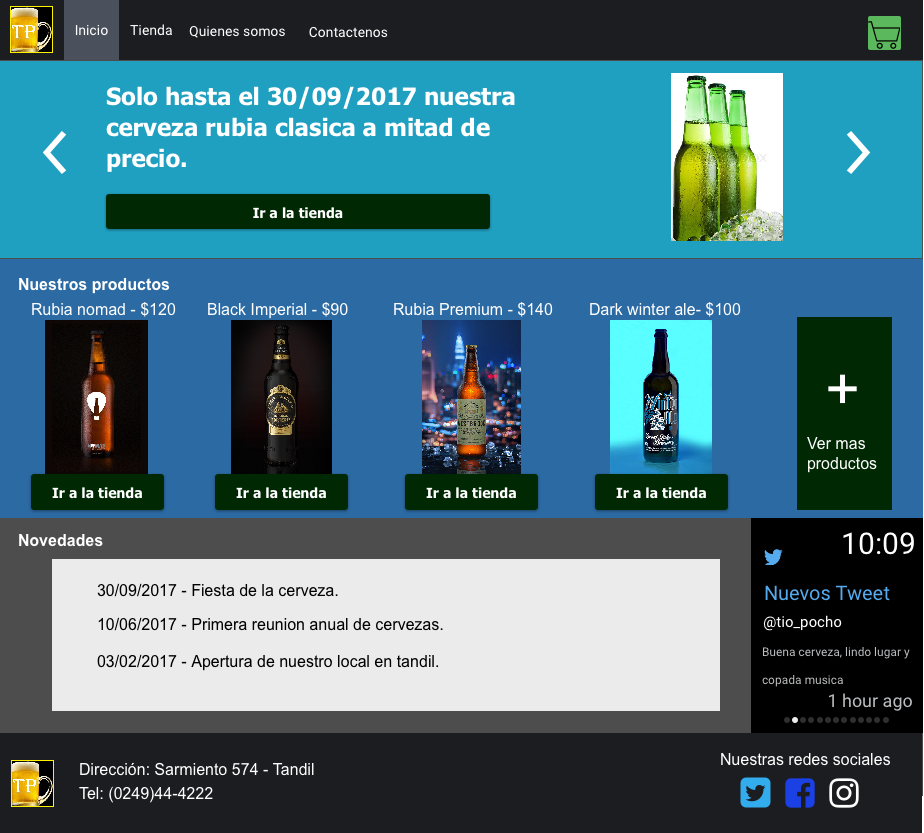 TP
Inicio
Tienda
Quienes somos
Contactenos
Solo hasta el 30/09/2017 nuestra
cerveza rubia clasica a mitad de
precio.
Ir a la tienda
Nuestros productos
Rubia nomad - $120
Black Imperial - $90
Rubia Premium - $140
Dark winter ale- $100
Ir a la tienda
Ir a la tienda
Ir a la tienda
Ir a la tienda
+
Ver mas
productos
Novedades
30/09/2017 - Fiesta de la cerveza.
10/06/2017 - Primera reunion anual de cervezas.
03/02/2017 - Apertura de nuestro local en tandil.
10:09
Nuevos Tweet
@tio_pocho
Buena cerveza, lindo lugar y
copada musica
1 hour ago
TP
Dirección: Sarmiento 574 - Tandil
Tel: (0249)44-4222
Nuestras redes sociales